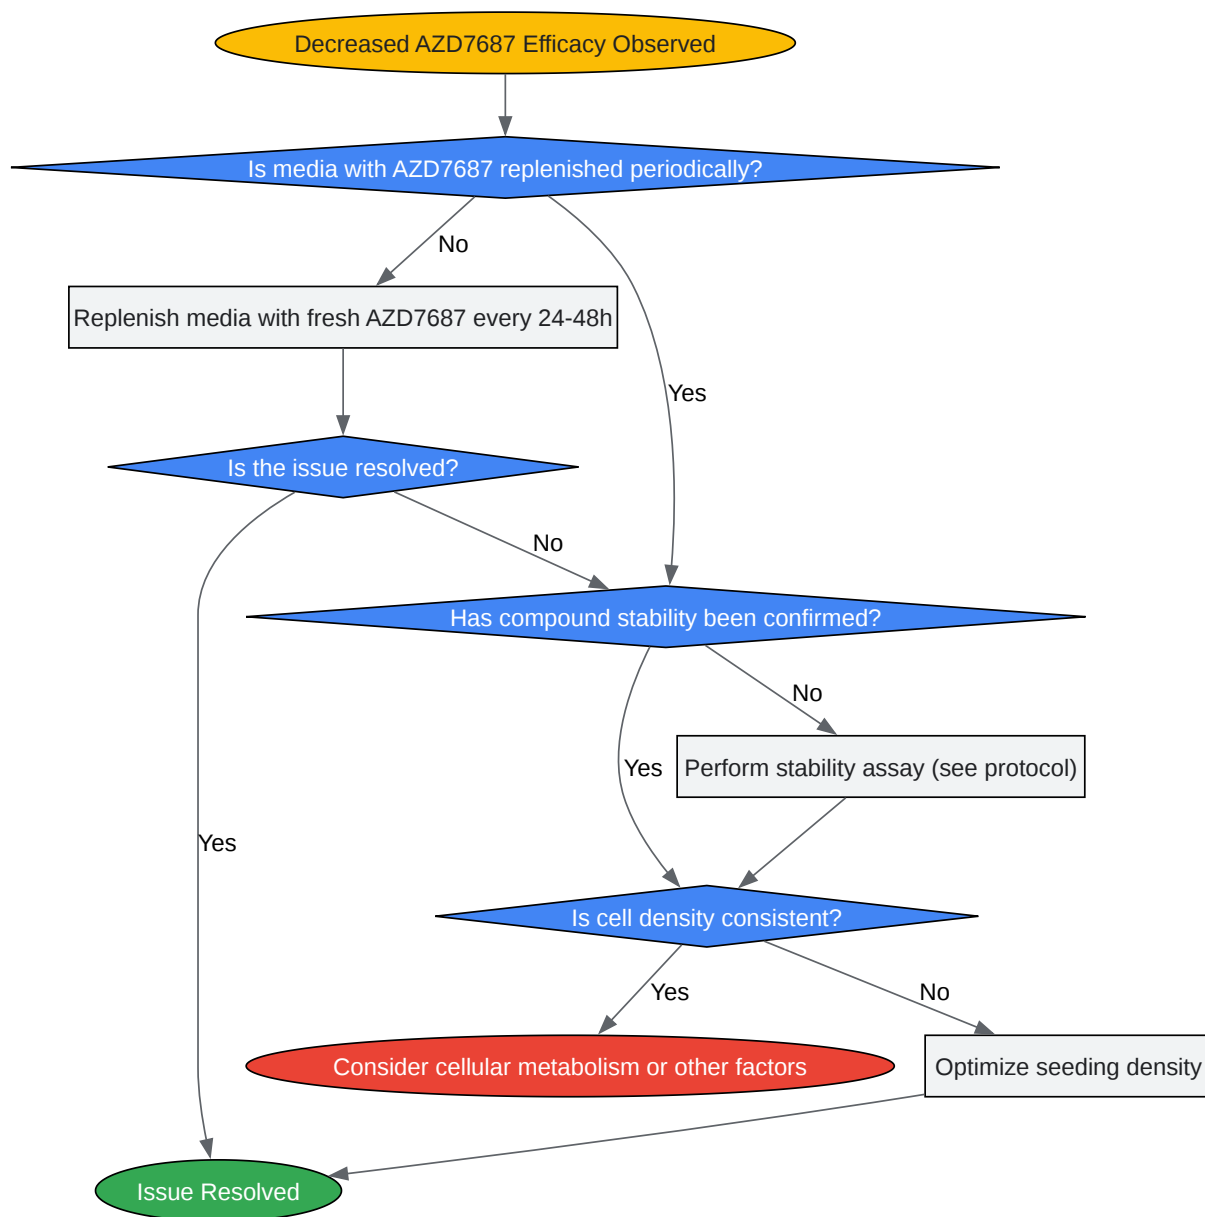 Decreased AZD7687 Efficacy Observed
Is media with AZD7687 replenished periodically?
No
Replenish media with fresh AZD7687 every 24-48h
Yes
Is the issue resolved?
No
Has compound stability been confirmed?
No
Yes
Perform stability assay (see protocol)
Yes
Is cell density consistent?
Yes
No
Consider cellular metabolism or other factors
Optimize seeding density
Issue Resolved